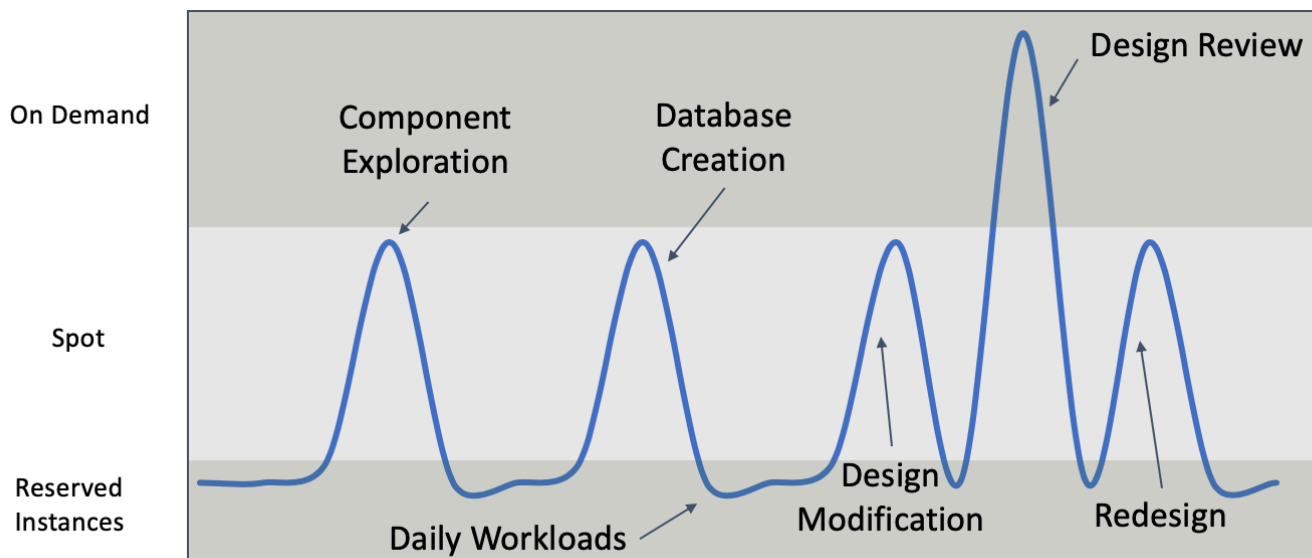 On Demand
Spot
Reserved
Instances
Component
Exploration
Database
Creation
Design Review
Daily Workloads
Design
Modification
Redesign